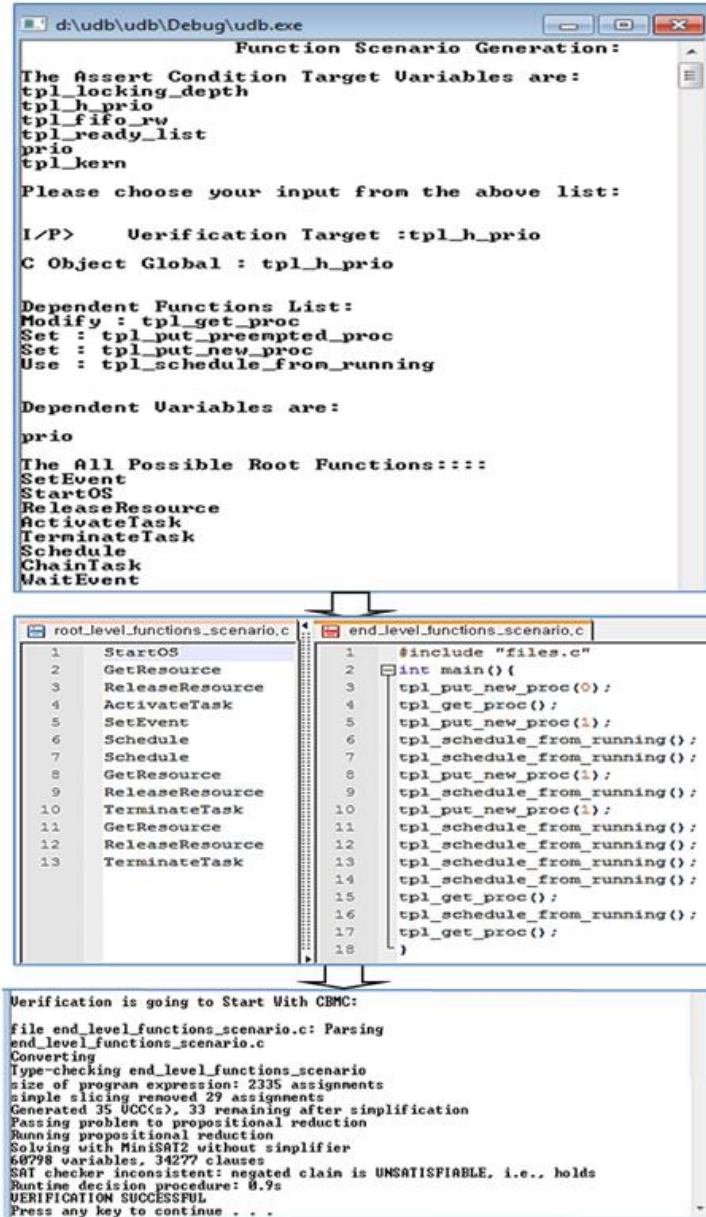 d:\udb\udb\Debug\udb.exe
Function Scenario Generation:
The Assert Condition Target Variables are:
tpl_locking_depth
tpl_h_prio
tpl_fifo_rw
tpl_ready_list
prio
tpl_kern
Please choose your input from the above list:
I/P> Verification Target :tpl_h_prio
C Object Global : tpl_h_prio
Dependent Functions List:
Modify : tpl_get_proc
Set : tpl_put_preempted_proc
Set : tpl_put_new_proc
Use : tpl_schedule_from_running
Dependent Variables are:
prio
The All Possible Root Functions::::
SetEvent
StartOS
ReleaseResource
ActivateTask
TerminateTask
Schedule
ChainTask
WaitEvent
root_level_functions_scenario.c
1 StartOS
2 GetResource
3 ReleaseResource
4 ActivateTask
5 SetEvent
6 Schedule
7 Schedule
8 GetResource
9 ReleaseResource
10 TerminateTask
11 GetResource
12 ReleaseResource
13 TerminateTask
end_level_functions_scenario.c
1 #include "files.c"
2 int main(){
3 tpl_put_new_proc(0);
4 tpl_get_proc();
5 tpl_put_new_proc(1);
6 tpl_schedule_from_running();
7 tpl_schedule_from_running();
8 tpl_put_new_proc(1);
9 tpl_schedule_from_running();
10 tpl_put_new_proc(1);
11 tpl_schedule_from_running();
12 tpl_schedule_from_running();
13 tpl_schedule_from_running();
14 tpl_schedule_from_running();
15 tpl_get_proc();
16 tpl_schedule_from_running();
17 tpl_get_proc();
18 }
Verification is going to Start With CBMC:
file end_level_functions_scenario.c: Parsing
end_level_functions_scenario.c
Converting
Type-checking end_level_functions_scenario
size of program expression: 2335 assignments
simple slicing removed 29 assignments
Generated 35 VCC(s), 33 remaining after simplification
Passing problem to propositional reduction
Running propositional reduction
Solving with MiniSAT2 without simplifier
60798 variables, 34277 clauses
SAT checker inconsistent: negated claim is UNSATISFIABLE, i.e., holds
Runtime decision procedure: 0.9s
VERIFICATION SUCCESSFUL
Press any key to continue . . .